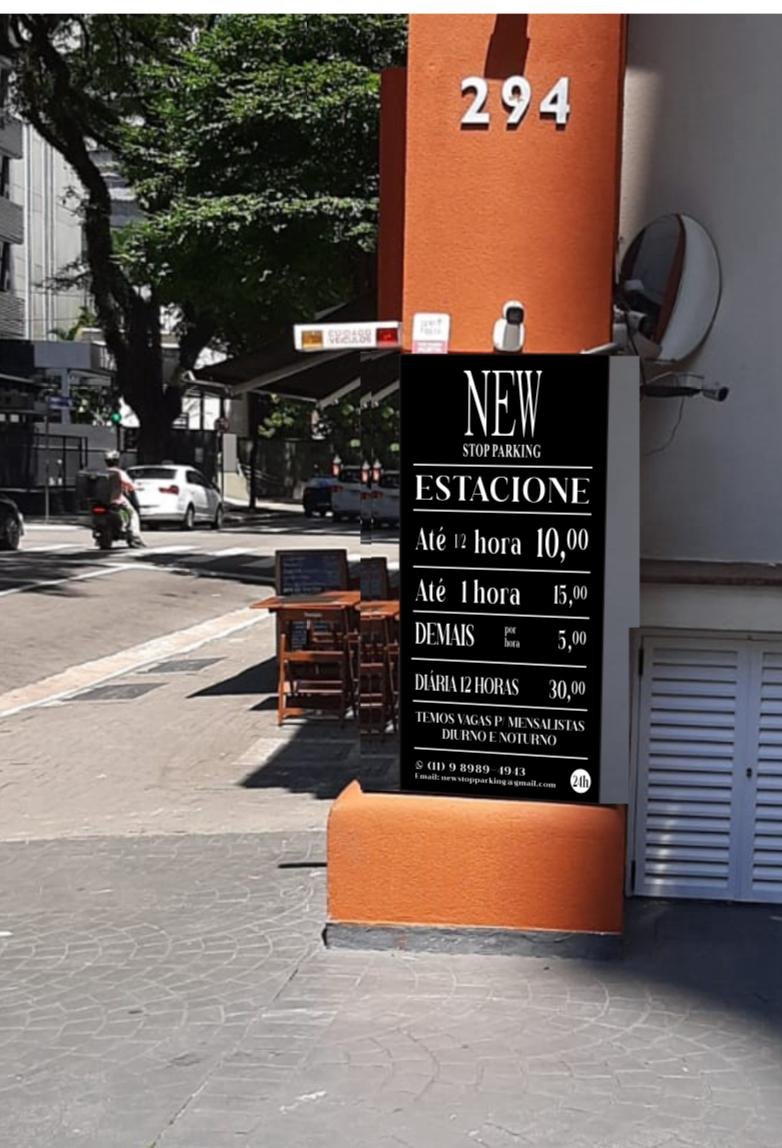 294
CUIDADO
VEÍCULOS
NEW
STOP PARKING
ESTACIONE
Até 1/2 hora 10,00
Até 1 hora 15,00
DEMAIS por hora 5,00
DIÁRIA 12 HORAS 30,00
TEMOS VAGAS P/ MENSALISTAS
DIURNO E NOTURNO
(11) 9 8989-4943
Email: newstopparking@gmail.com
24h